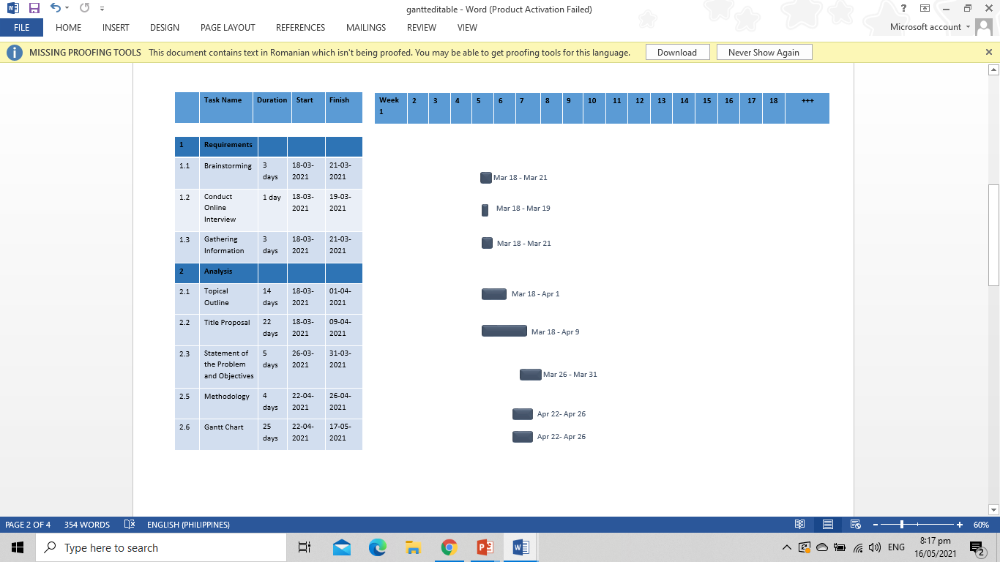 gantteditable - Word (Product Activation Failed)
?
FILE HOME INSERT DESIGN PAGE LAYOUT REFERENCES MAILINGS REVIEW VIEW Microsoft account
MISSING PROOFING TOOLS This document contains text in Romanian which isn't being proofed. You may be able to get proofing tools for this language. Download Never Show Again
Task Name Duration Start Finish
Week 2 3 4 5 6 7 8 9 10 11 12 13 14 15 16 17 18 +++
1
1 Requirements
1.1 Brainstorming 3 18-03- 21-03-
days 2021 2021
Mar 18 - Mar 21
1.2 Conduct 1 day 18-03- 19-03-
Online 2021 2021
Interview
Mar 18 - Mar 19
1.3 Gathering 3 18-03- 21-03-
Information days 2021 2021
Mar 18 - Mar 21
2 Analysis
2.1 Topical 14 18-03- 01-04-
Outline days 2021 2021
Mar 18 - Apr 1
2.2 Title Proposal 22 18-03- 09-04-
days 2021 2021
Mar 18 - Apr 9
2.3 Statement of 5 26-03- 31-03-
the Problem days 2021 2021
and Objectives
Mar 26 - Mar 31
2.5 Methodology 4 22-04- 26-04-
days 2021 2021
Apr 22- Apr 26
2.6 Gantt Chart 25 22-04- 17-05-
days 2021 2021
Apr 22- Apr 26
PAGE 2 OF 4 354 WORDS ENGLISH (PHILIPPINES) 60%
Type here to search
ENG
8:17 pm
16/05/2021
2